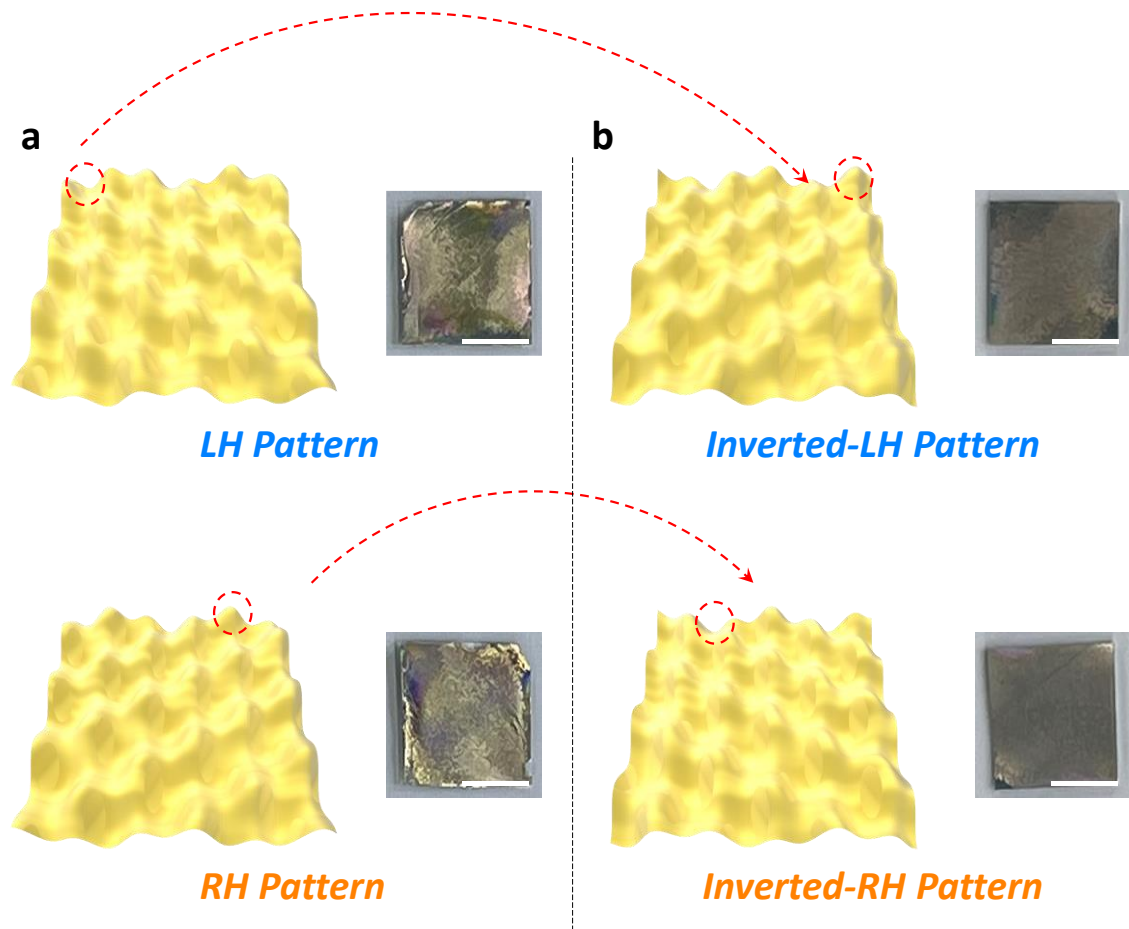 a
b
LH Pattern
Inverted-LH Pattern
RH Pattern
Inverted-RH Pattern